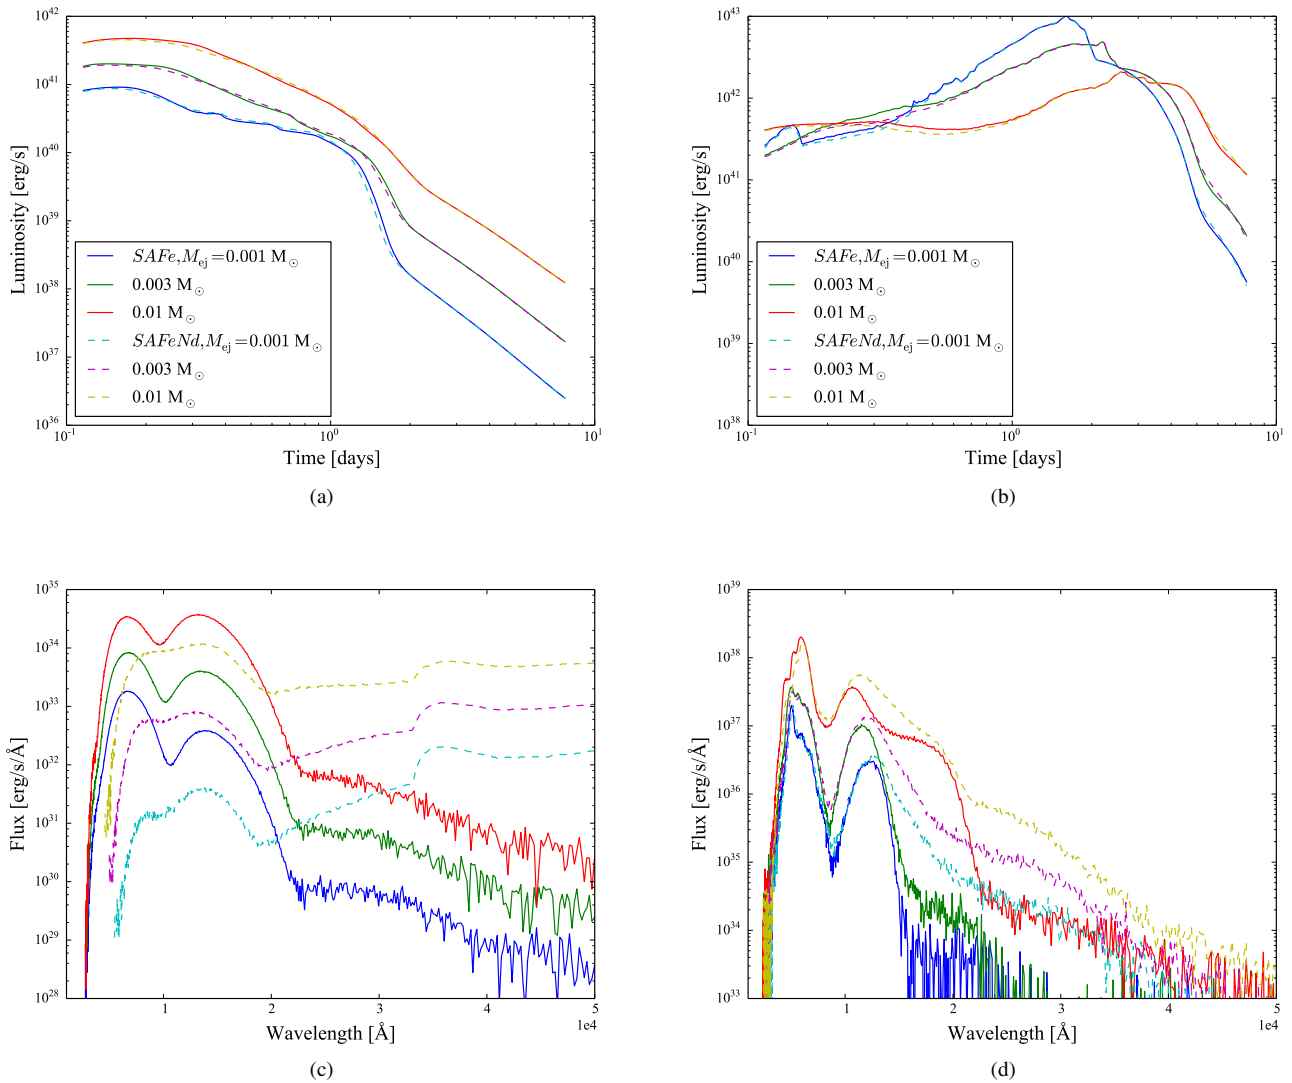 10^42
10^41
10^40
10^39
10^38
10^37
10^36
Luminosity [erg/s]
SAFe, M_ej = 0.001 M_⊙
0.003 M_⊙
0.01 M_⊙
SAFeNd, M_ej = 0.001 M_⊙
0.003 M_⊙
0.01 M_⊙
10^-1 10^0 10^1
Time [days]
(a)
10^43
10^42
10^41
10^40
10^39
10^38
Luminosity [erg/s]
SAFe, M_ej = 0.001 M_⊙
0.003 M_⊙
0.01 M_⊙
SAFeNd, M_ej = 0.001 M_⊙
0.003 M_⊙
0.01 M_⊙
10^-1 10^0 10^1
Time [days]
(b)
10^35
10^34
10^33
10^32
10^31
10^30
10^29
10^28
Flux [erg/s/Å]
1 2 3 4 5
1e4
Wavelength [Å]
(c)
10^39
10^38
10^37
10^36
10^35
10^34
10^33
Flux [erg/s/Å]
1 2 3 4 5
1e4
Wavelength [Å]
(d)